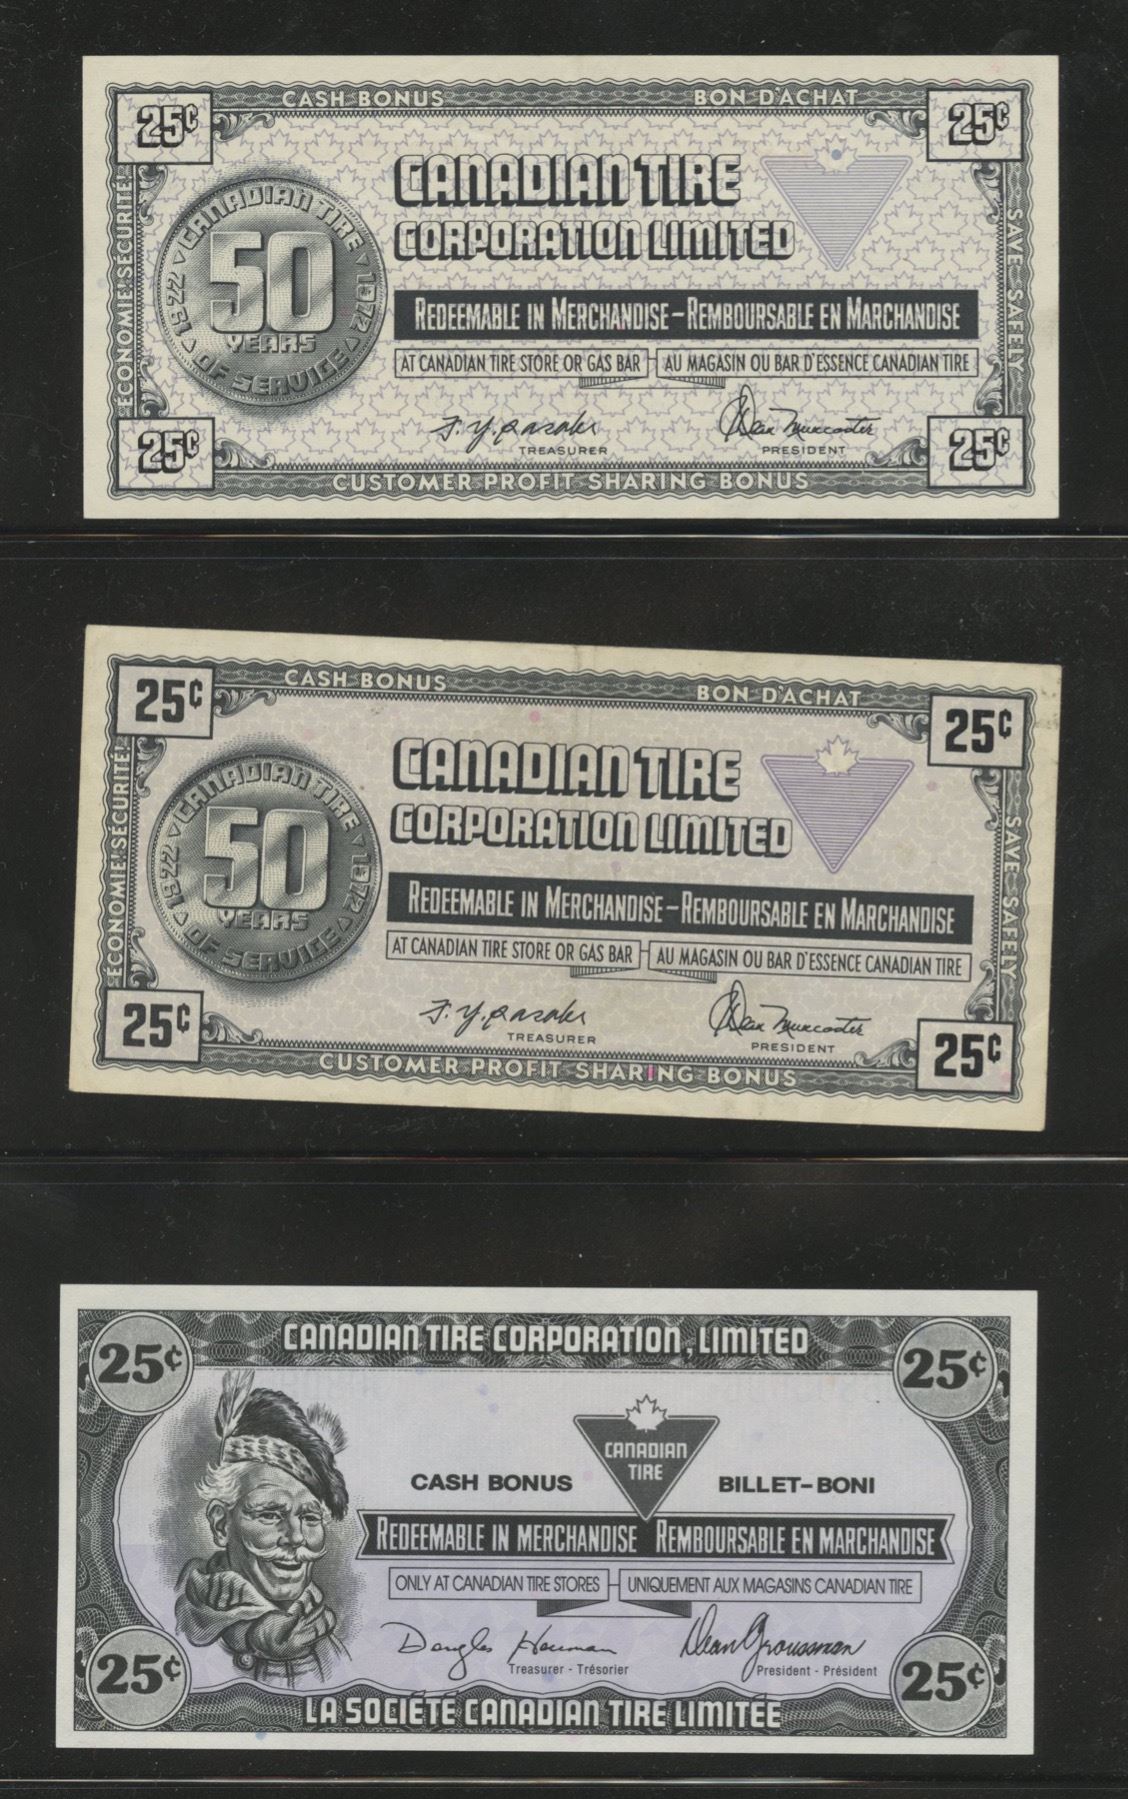 CASH BONUS BON D'ACHAT
25¢ 25¢
CANADIAN TIRE
CORPORATION LIMITED
CANADIAN TIRE
1922 50 1972
YEARS
OF SERVICE
ÉCONOMIE! SÉCURITÉ!
SAVE SAFELY
REDEEMABLE IN MERCHANDISE – REMBOURSABLE EN MARCHANDISE
AT CANADIAN TIRE STORE OR GAS BAR AU MAGASIN OU BAR D'ESSENCE CANADIAN TIRE
Dean Muncaster
TREASURER PRESIDENT
25¢ 25¢
CUSTOMER PROFIT SHARING BONUS
CASH BONUS BON D'ACHAT
25¢ 25¢
CANADIAN TIRE
CORPORATION LIMITED
CANADIAN TIRE
1922 50 1972
YEARS
OF SERVICE
ÉCONOMIE! SÉCURITÉ!
SAVE SAFELY
REDEEMABLE IN MERCHANDISE – REMBOURSABLE EN MARCHANDISE
AT CANADIAN TIRE STORE OR GAS BAR AU MAGASIN OU BAR D'ESSENCE CANADIAN TIRE
Dean Muncaster
TREASURER PRESIDENT
25¢ 25¢
CUSTOMER PROFIT SHARING BONUS
CANADIAN TIRE CORPORATION, LIMITED
25¢ 25¢
CANADIAN
TIRE
CASH BONUS BILLET-BONI
REDEEMABLE IN MERCHANDISE REMBOURSABLE EN MARCHANDISE
ONLY AT CANADIAN TIRE STORES UNIQUEMENT AUX MAGASINS CANADIAN TIRE
Dean Groussman
Treasurer - Trésorier President - Président
25¢ 25¢
LA SOCIÉTÉ CANADIAN TIRE LIMITÉE